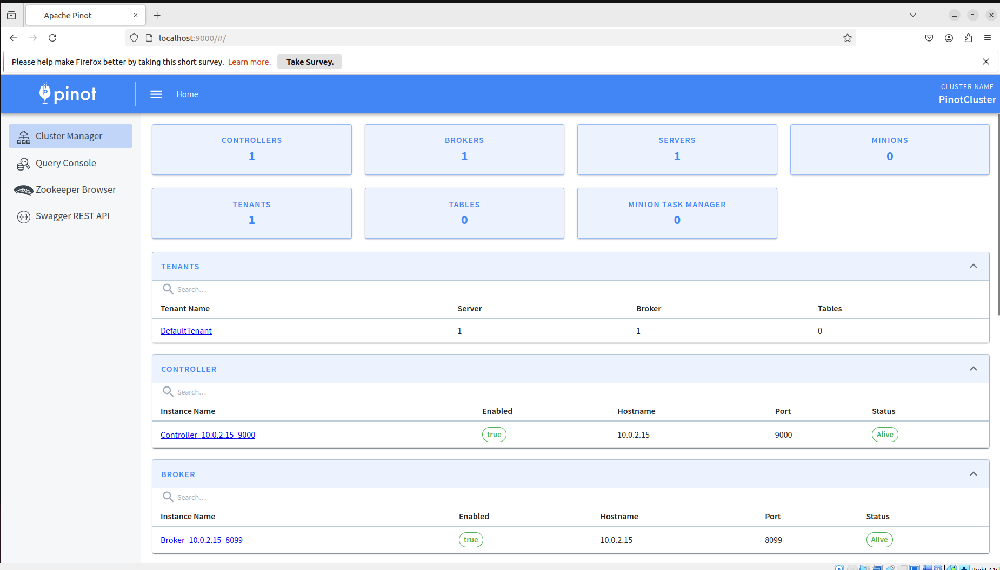 Apache Pinot
localhost:9000/#/
Please help make Firefox better by taking this short survey. Learn more. Take Survey.
pinot
Home
CLUSTER NAME
PinotCluster
Cluster Manager
Query Console
Zookeeper Browser
Swagger REST API
CONTROLLERS
1
BROKERS
1
SERVERS
1
MINIONS
0
TENANTS
1
TABLES
0
MINION TASK MANAGER
0
TENANTS
Search…
Tenant Name Server Broker Tables
DefaultTenant 1 1 0
CONTROLLER
Search…
Instance Name Enabled Hostname Port Status
Controller_10.0.2.15_9000 true 10.0.2.15 9000 Alive
BROKER
Search…
Instance Name Enabled Hostname Port Status
Broker_10.0.2.15_8099 true 10.0.2.15 8099 Alive
Right Ctrl